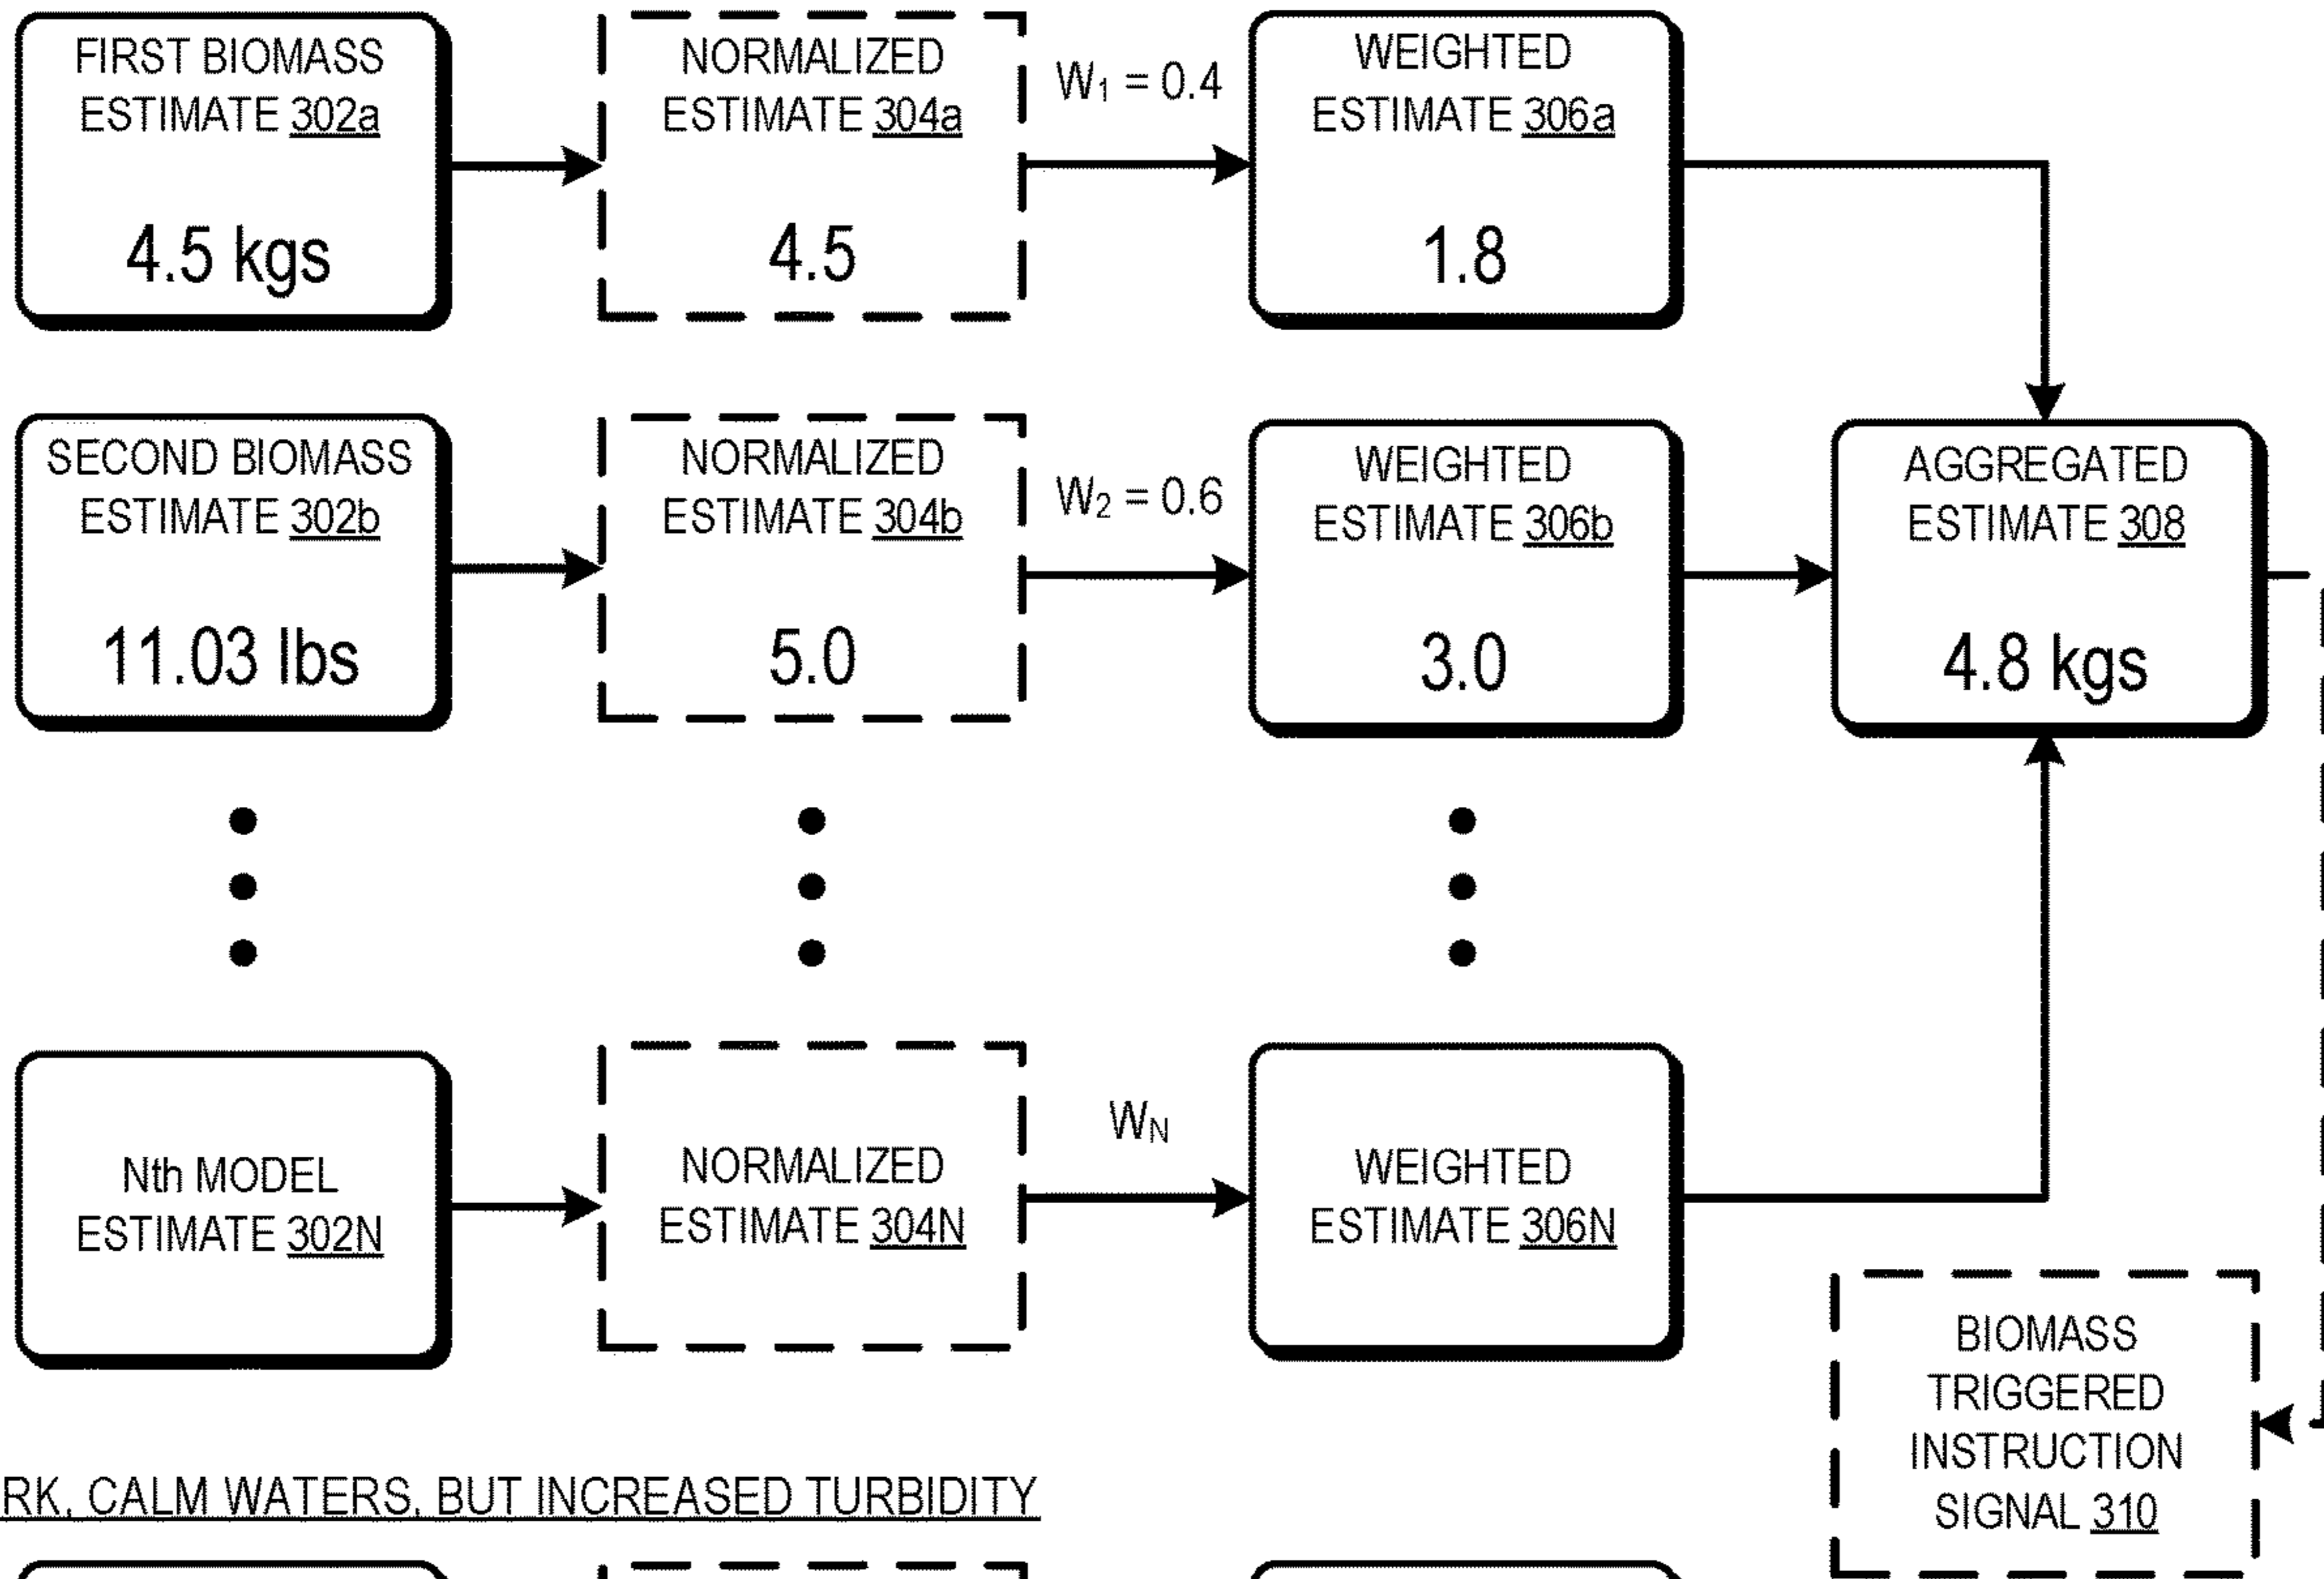 FIRST BIOMASS
ESTIMATE 302a
4.5 kgs
NORMALIZED
ESTIMATE 304a
4.5
W₁ = 0.4
WEIGHTED
ESTIMATE 306a
1.8
SECOND BIOMASS
ESTIMATE 302b
11.03 lbs
NORMALIZED
ESTIMATE 304b
5.0
W₂ = 0.6
WEIGHTED
ESTIMATE 306b
3.0
AGGREGATED
ESTIMATE 308
4.8 kgs
Nth MODEL
ESTIMATE 302N
NORMALIZED
ESTIMATE 304N
W_N
WEIGHTED
ESTIMATE 306N
BIOMASS
TRIGGERED
INSTRUCTION
SIGNAL 310
RK, CALM WATERS, BUT INCREASED TURBIDITY